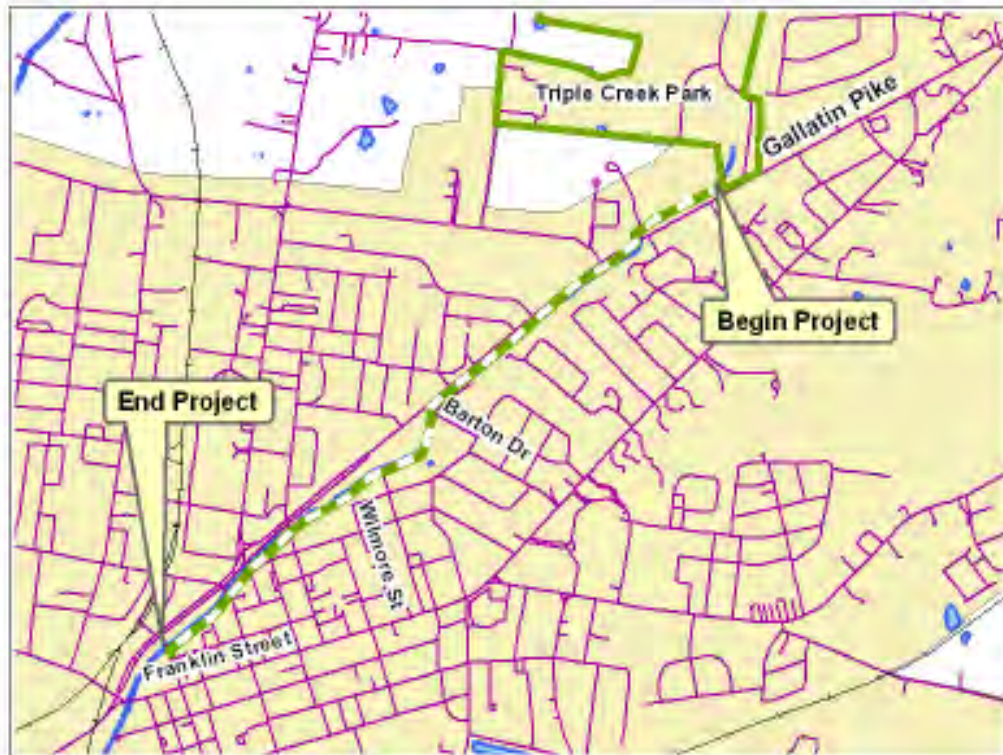 Triple Creek Park
Gallatin Pike
Begin Project
End Project
Barton Dr
Wilmore St
Franklin Street